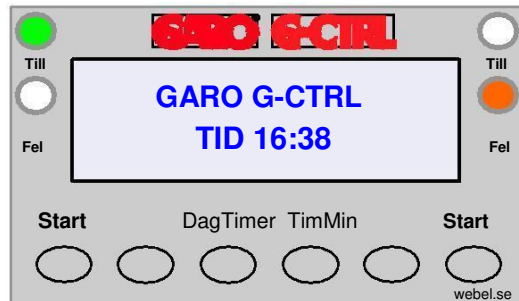 GARO G-CTRL
Till Till
GARO G-CTRL
TID 16:38
Fel Fel
Start DagTimer TimMin Start
webel.se